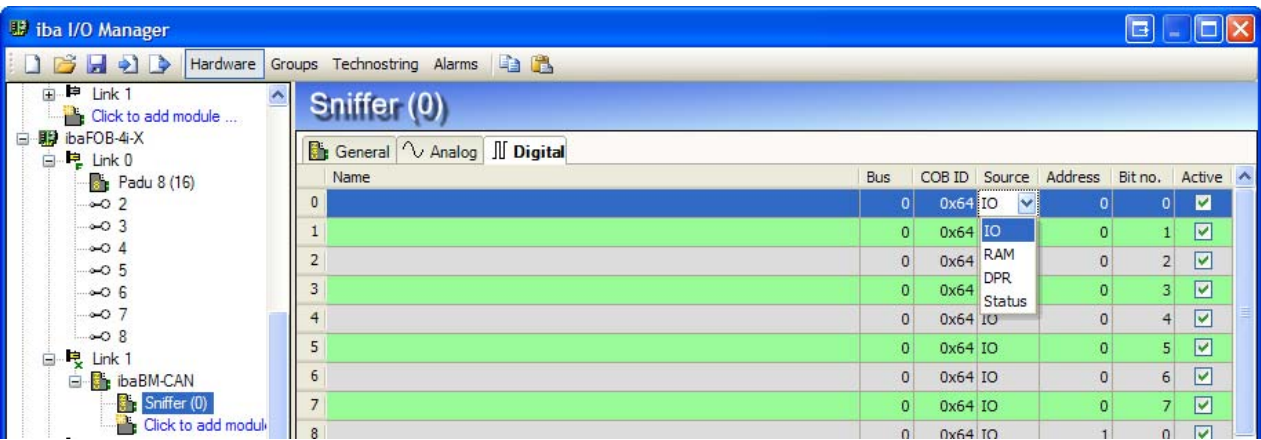 iba I/O Manager
Hardware Groups Technostring Alarms
Link 1
Click to add module ...
ibaFOB-4i-X
Link 0
Padu 8 (16)
2
3
4
5
6
7
8
Link 1
ibaBM-CAN
Sniffer (0)
Click to add modul
Sniffer (0)
General Analog Digital
Name Bus COB ID Source Address Bit no. Active
0 0 0x64 IO 0 0
1 0 0x64 IO 0 1
2 0 0x64 RAM 0 2
3 0 0x64 DPR 0 3
Status
4 0 0x64 IO 0 4
5 0 0x64 IO 0 5
6 0 0x64 IO 0 6
7 0 0x64 IO 0 7
8 0 0x64 IO 1 0